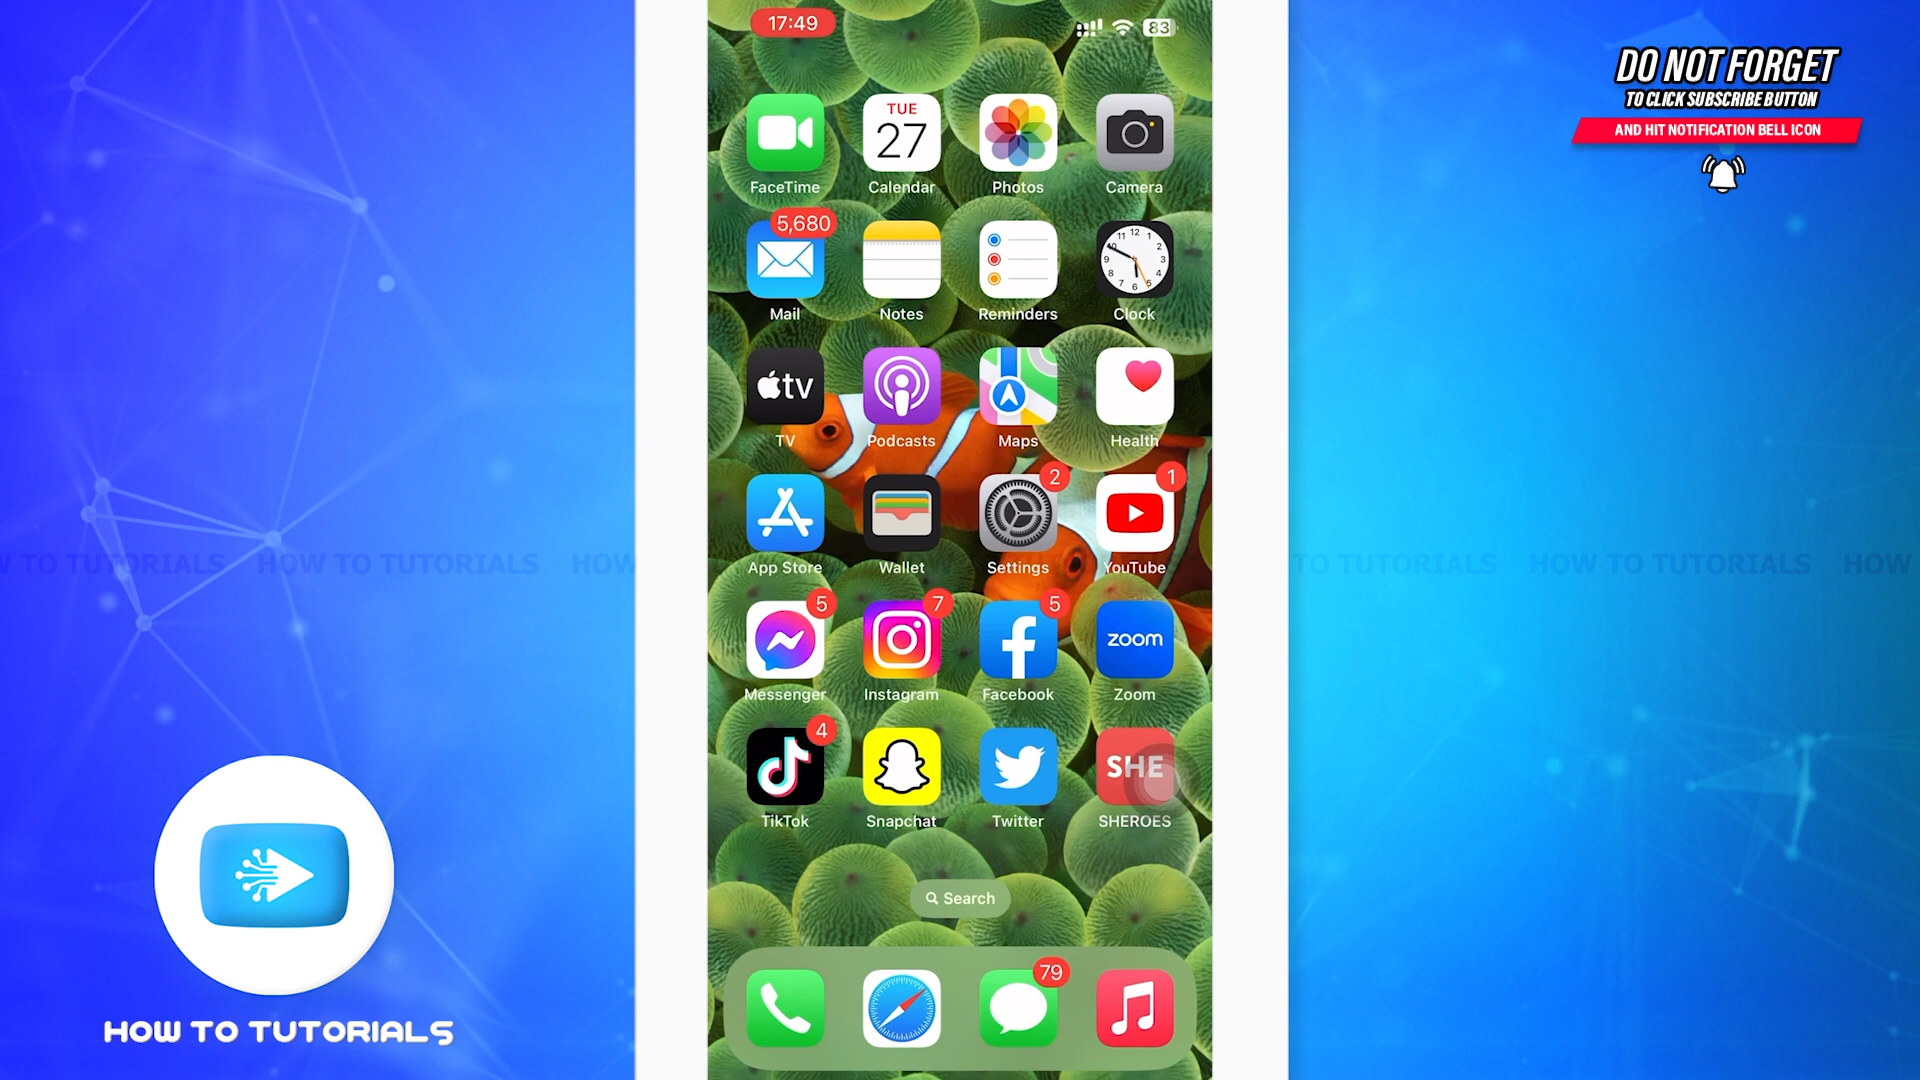 17:49
83
DO NOT FORGET
TO CLICK SUBSCRIBE BUTTON
AND HIT NOTIFICATION BELL ICON
TUE
27
FaceTime
Calendar
Photos
Camera
5,680
Mail
Notes
Reminders
Clock
tv
TV
Podcasts
Maps
Health
2
1
App Store
Wallet
Settings
YouTube
W TO TUTORIALS HOW TO TUTORIALS HOW TO TUTORIALS HOW TO TUTORIALS HOW
5
7
5
zoom
Messenger
Instagram
Facebook
Zoom
4
SHE
TikTok
Snapchat
Twitter
SHEROES
Search
79
HOW TO TUTORIALS